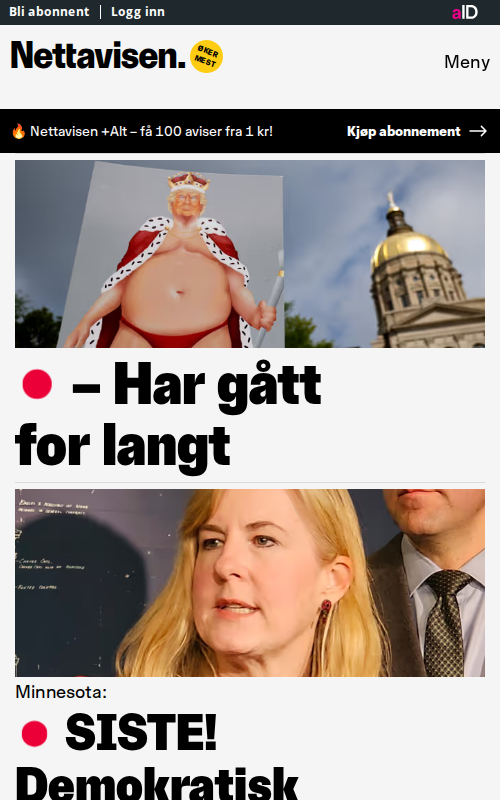 Bli abonnent
Logg inn
aID
Nettavisen.
ØKER
MEST
Meny
🔥 Nettavisen +Alt – få 100 aviser fra 1 kr!
Kjøp abonnement →
– Har gått
for langt
Minnesota:
SISTE!
Demokratisk